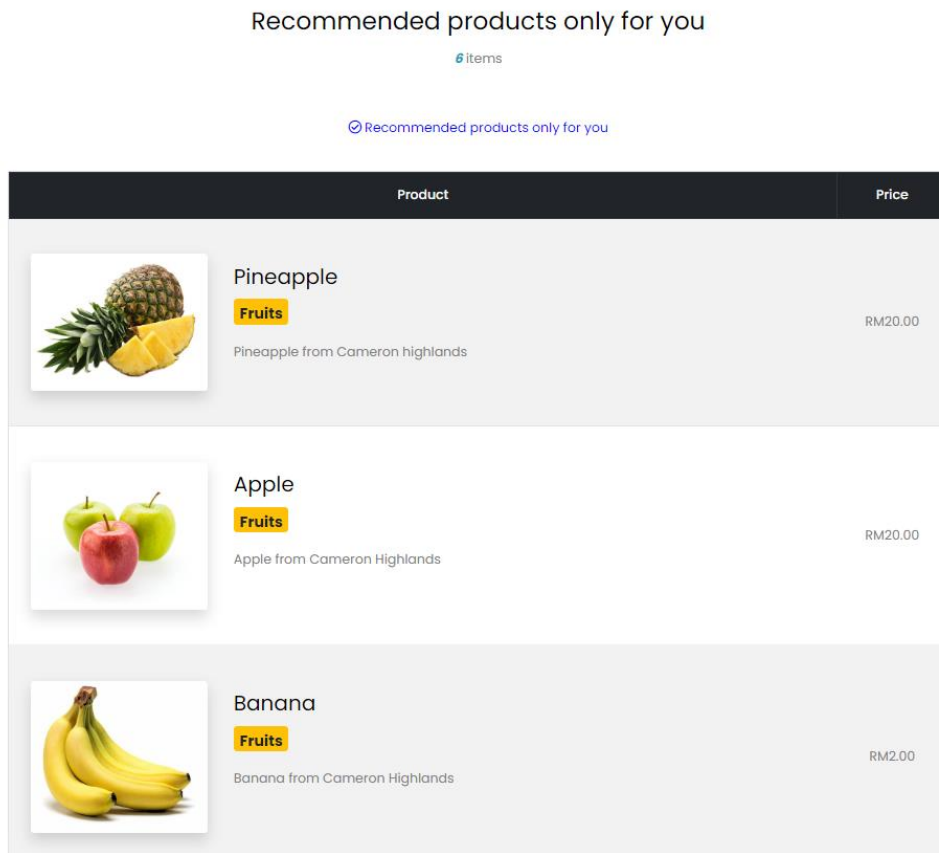 Recommended products only for you
6 items
Recommended products only for you
Product Price
Pineapple
Fruits
RM20.00
Pineapple from Cameron highlands
Apple
Fruits
RM20.00
Apple from Cameron Highlands
Banana
Fruits
RM2.00
Banana from Cameron Highlands